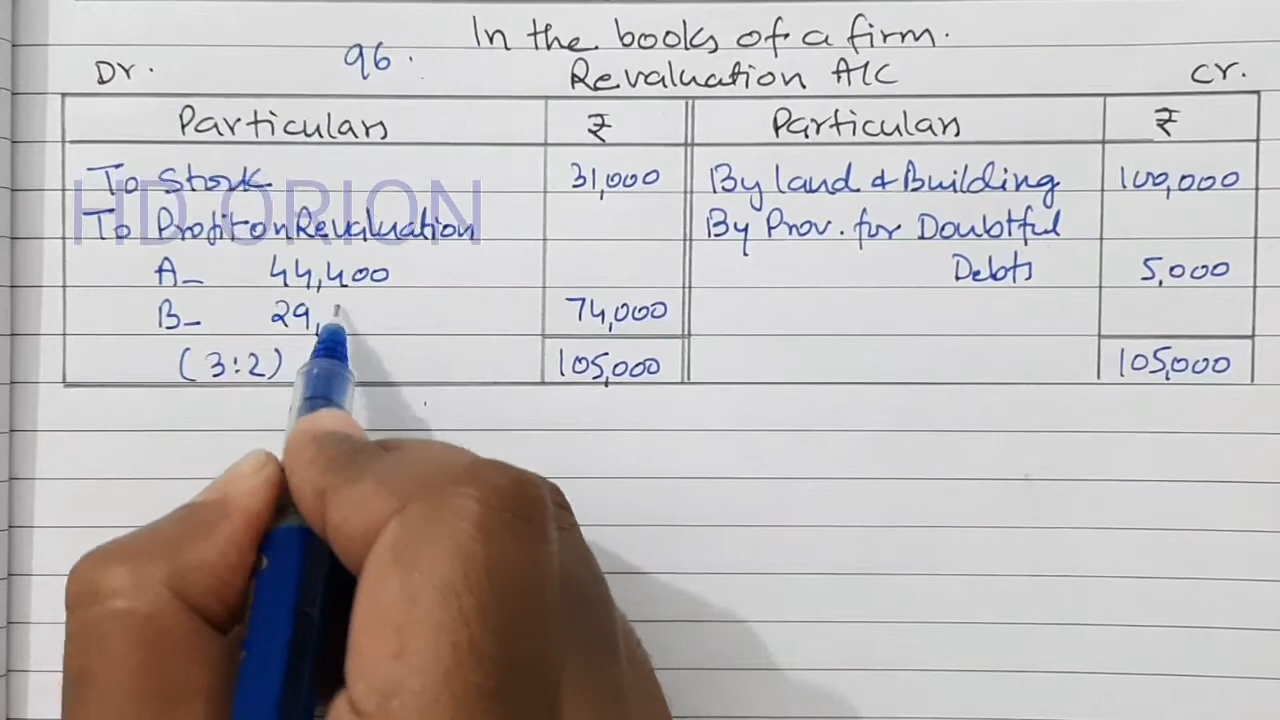 In the books of a firm.
96.
Dr. Revaluation A/C Cr.
Particulars ₹ Particulars ₹
To Stock 31,000 By land & Building 100,000
To Profit on Revaluation By Prov. for Doubtful
A- 44,400 Debts 5,000
B- 29, 74,000
(3:2) 105,000 105,000
HD ORION